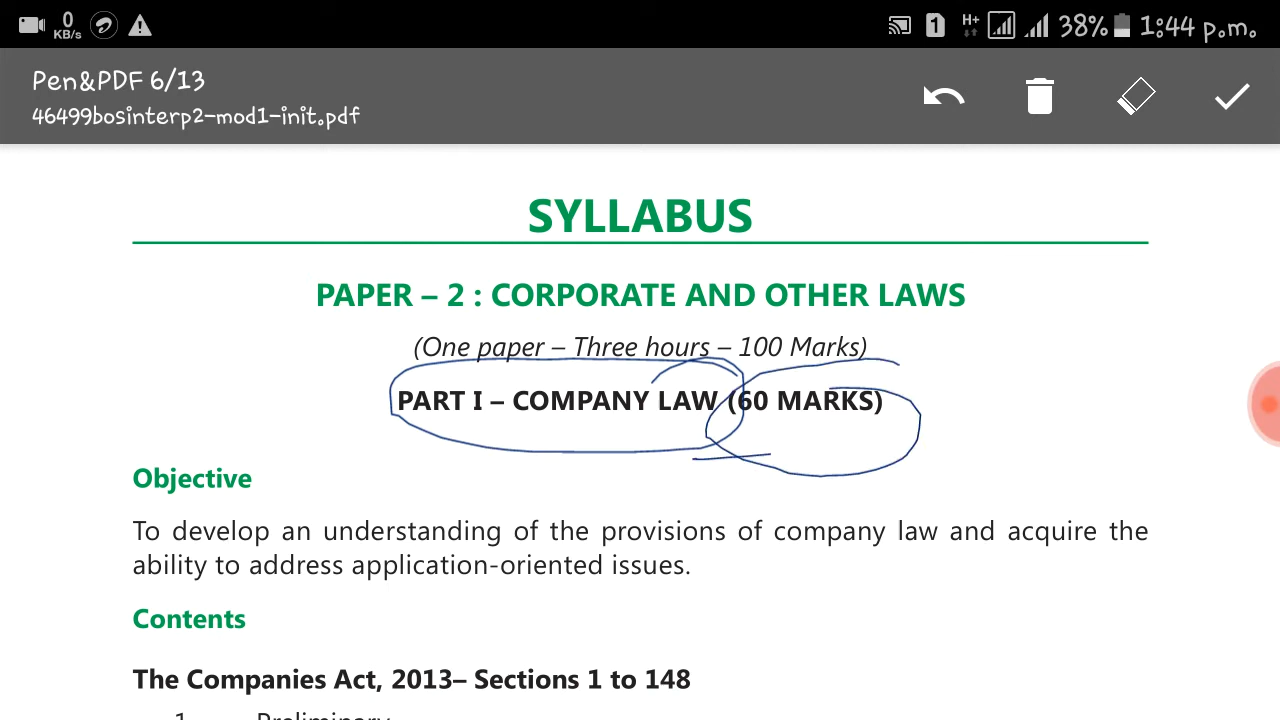 0 KB/s 1 H+ 38% 1:44 p.m.
Pen&PDF 6/13
46499bosinterp2-mod1-init.pdf
SYLLABUS
PAPER – 2 : CORPORATE AND OTHER LAWS
(One paper – Three hours – 100 Marks)
PART I – COMPANY LAW (60 MARKS)
Objective
To develop an understanding of the provisions of company law and acquire the
ability to address application-oriented issues.
Contents
The Companies Act, 2013– Sections 1 to 148
1. Preliminary